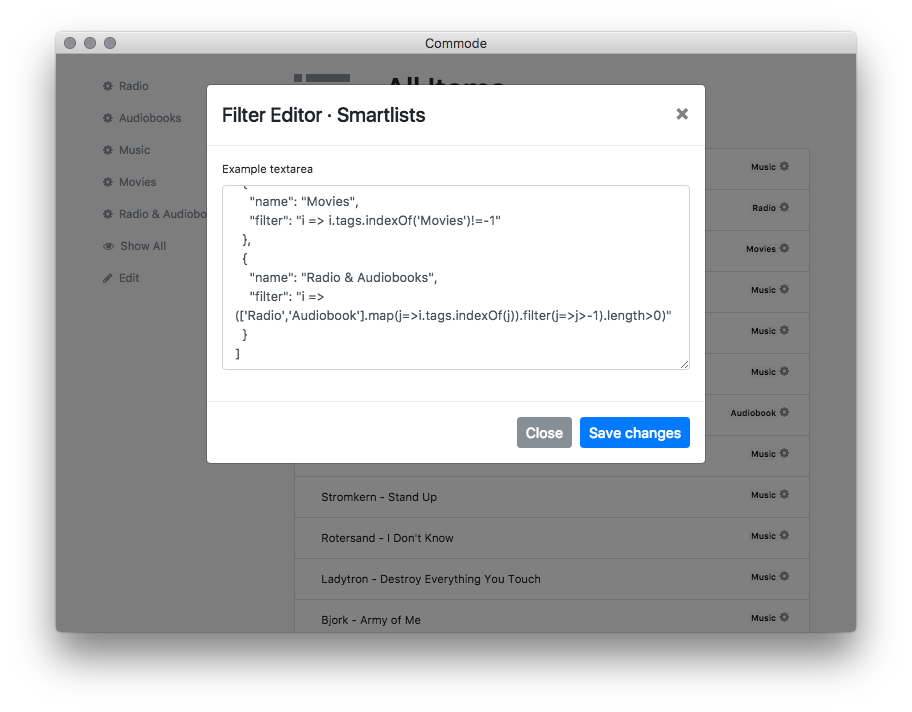 Commode
All Items
Radio
Audiobooks
Music
Movies
Radio & Audiobo
Show All
Edit
Filter Editor · Smartlists
×
Example textarea
{
"name": "Movies",
"filter": "i => i.tags.indexOf('Movies')!=-1"
},
{
"name": "Radio & Audiobooks",
"filter": "i =>
(['Radio','Audiobook'].map(j=>i.tags.indexOf(j)).filter(j=>j>-1).length>0)"
}
]
Close
Save changes
Music
Radio
Movies
Music
Music
Music
Audiobook
Music
Stromkern - Stand Up Music
Rotersand - I Don't Know Music
Ladytron - Destroy Everything You Touch Music
Bjork - Army of Me Music